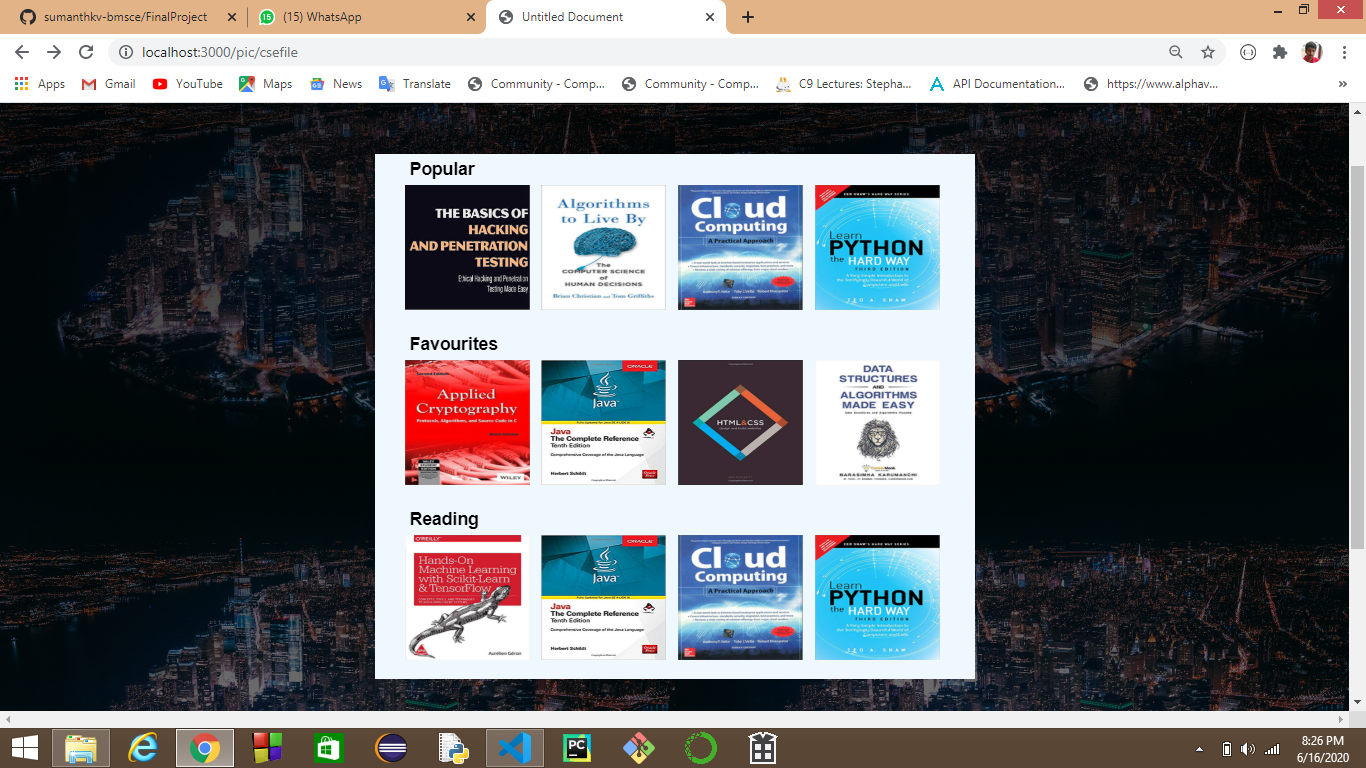 sumanthkv-bmsce/FinalProject
15
(15) WhatsApp
Untitled Document
localhost:3000/pic/csefile
Apps
Gmail
YouTube
Maps
News
Translate
Community - Comp...
Community - Comp...
C9 Lectures: Stepha...
API Documentation...
https://www.alphav...
Popular
THE BASICS OF
HACKING
AND PENETRATION
TESTING
Ethical Hacking and Penetration
Testing Made Easy
Algorithms
to Live By
The
COMPUTER SCIENCE
of
HUMAN DECISIONS
Brian Christian and Tom Griffiths
Cloud
Computing
A Practical Approach
ZED SHAW'S HARD WAY SERIES
Learn
PYTHON
the HARD WAY
THIRD EDITION
ZED A. SHAW
Favourites
Applied
Cryptography
Protocols, Algorithms, and Source Code in C
WILEY
ORACLE
Java
Java
The Complete Reference
Tenth Edition
Comprehensive Coverage of the Java Language
Herbert Schildt
HTML&CSS
design and build websites
DATA
STRUCTURES
AND
ALGORITHMS
MADE EASY
NARASIMHA KARUMANCHI
Reading
O'REILLY
Hands-On
Machine Learning
with Scikit-Learn
& TensorFlow
Aurélien Géron
ORACLE
Java
Java
The Complete Reference
Tenth Edition
Comprehensive Coverage of the Java Language
Herbert Schildt
Cloud
Computing
A Practical Approach
ZED SHAW'S HARD WAY SERIES
Learn
PYTHON
the HARD WAY
THIRD EDITION
ZED A. SHAW
PC
8:26 PM
6/16/2020